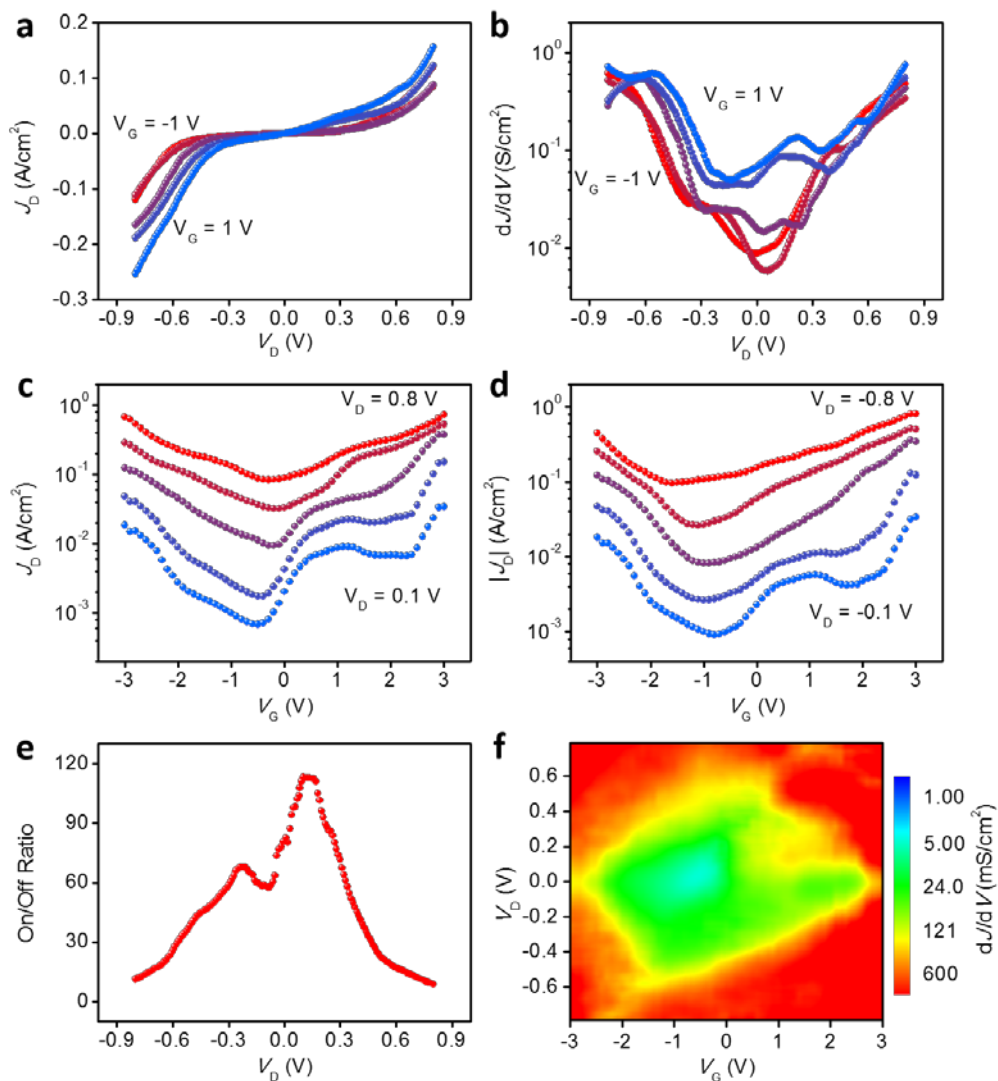 a
0.2
0.1
0.0
-0.1
-0.2
-0.3
J_D (A/cm²)
V_G = -1 V
V_G = 1 V
-0.9 -0.6 -0.3 0.0 0.3 0.6 0.9
V_D (V)
b
10⁰
10⁻¹
10⁻²
dJ/dV (S/cm²)
V_G = 1 V
V_G = -1 V
-0.9 -0.6 -0.3 0.0 0.3 0.6 0.9
V_D (V)
c
10⁰
10⁻¹
10⁻²
10⁻³
J_D (A/cm²)
V_D = 0.8 V
V_D = 0.1 V
-3 -2 -1 0 1 2 3
V_G (V)
d
10⁰
10⁻¹
10⁻²
10⁻³
|J_D| (A/cm²)
V_D = -0.8 V
V_D = -0.1 V
-3 -2 -1 0 1 2 3
V_G (V)
e
120
90
60
30
0
On/Off Ratio
-0.9 -0.6 -0.3 0.0 0.3 0.6 0.9
V_D (V)
f
0.6
0.4
0.2
0.0
-0.2
-0.4
-0.6
V_D (V)
-3 -2 -1 0 1 2 3
V_G (V)
1.00
5.00
24.0
121
600
dJ/dV (mS/cm²)